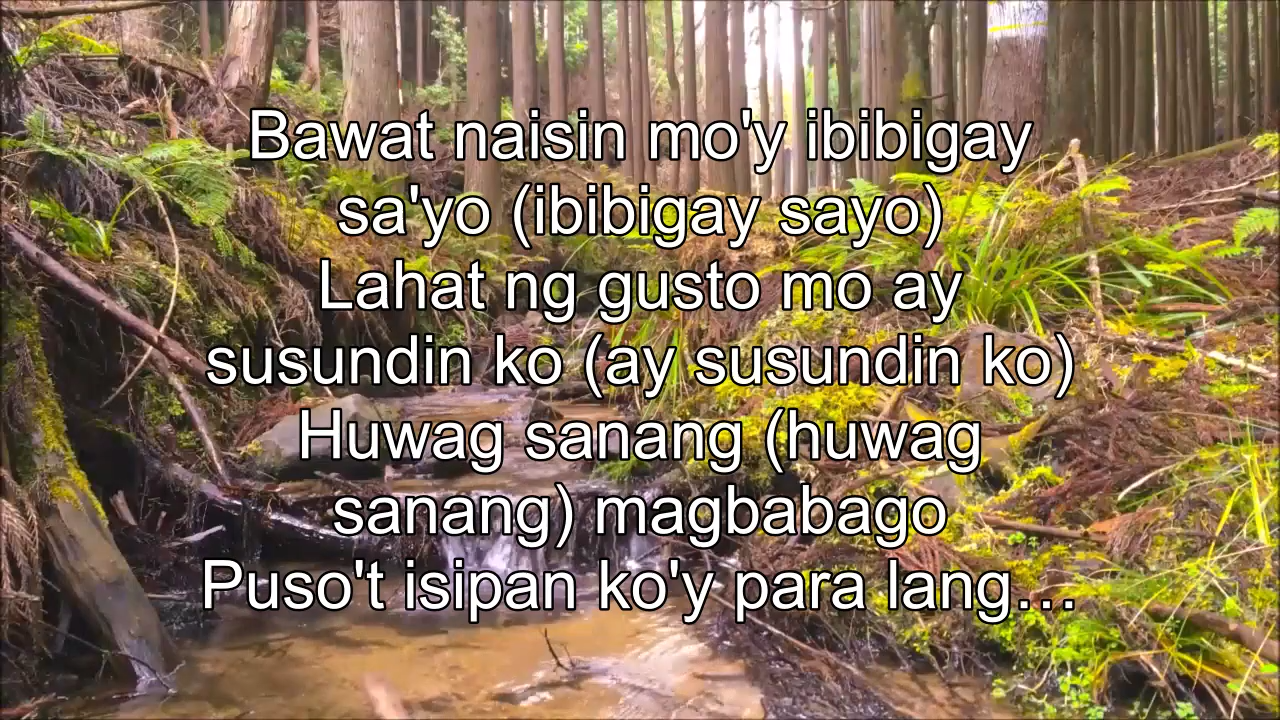 Bawat naisin mo'y ibibigay
sa'yo (ibibigay sayo)
Lahat ng gusto mo ay
susundin ko (ay susundin ko)
Huwag sanang (huwag
sanang) magbabago
Puso't isipan ko'y para lang...